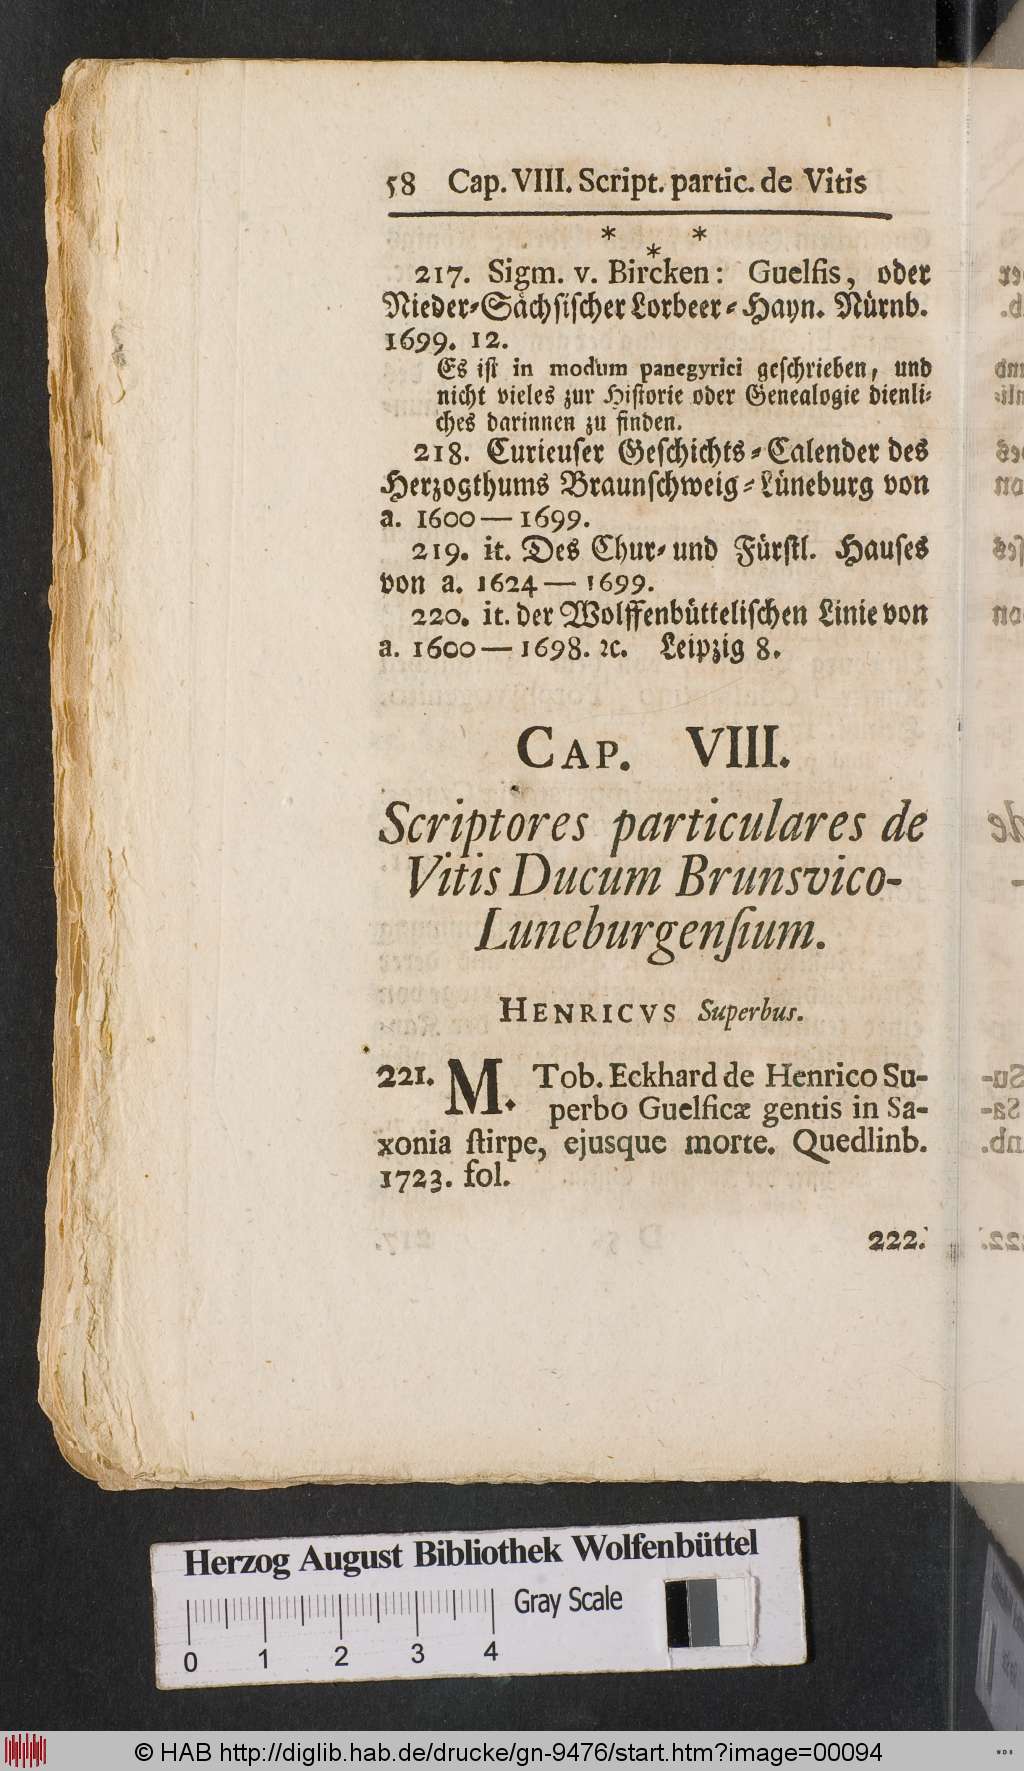 58 Cap. VIII. Script. partic. de Vitis
* * *
217. Sigm. v. Bircken: Guelfis, oder
Nieder-Sächsischer Lorbeer-Hayn. Nürnb.
1699. 12.
Es ist in modum panegyrici geschrieben, und
nicht vieles zur Historie oder Genealogie dienli-
ches darinnen zu finden.
218. Curieuser Geschichts-Calender des
Herzogthums Braunschweig-Lüneburg von
a. 1600 — 1699.
219. it. Des Chur- und Fürstl. Hauses
von a. 1624 — 1699.
220. it. der Wolffenbüttelischen Linie von
a. 1600 — 1698. ꝛc. Leipzig 8.
CAP. VIII.
Scriptores particulares de
Vitis Ducum Brunsvico-
Luneburgenſium.
HENRICVS Superbus.
221. M. Tob. Eckhard de Henrico Su-
perbo Guelficæ gentis in Sa-
xonia stirpe, ejusque morte. Quedlinb.
1723. fol.
222.
Herzog August Bibliothek Wolfenbüttel
Gray Scale
0 1 2 3 4
© HAB http://diglib.hab.de/drucke/gn-9476/start.htm?image=00094